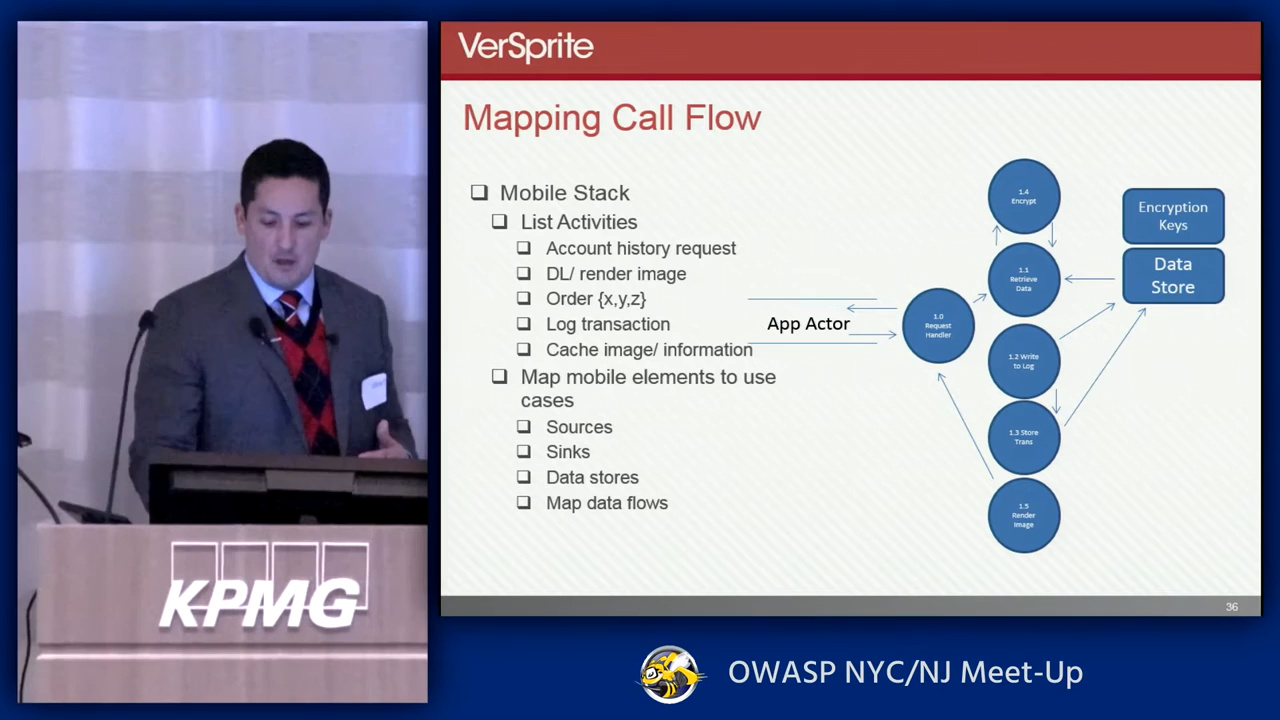 VerSprite
Mapping Call Flow
Mobile Stack
List Activities
Account history request
DL/ render image
Order {x,y,z}
Log transaction
Cache image/ information
Map mobile elements to use
cases
Sources
Sinks
Data stores
Map data flows
App Actor
1.0
Request
Handler
1.4
Encrypt
1.1
Retrieve
Data
1.2 Write
to Log
1.3 Store
Trans
1.5
Render
Image
Encryption
Keys
Data
Store
36
KPMG
OWASP NYC/NJ Meet-Up